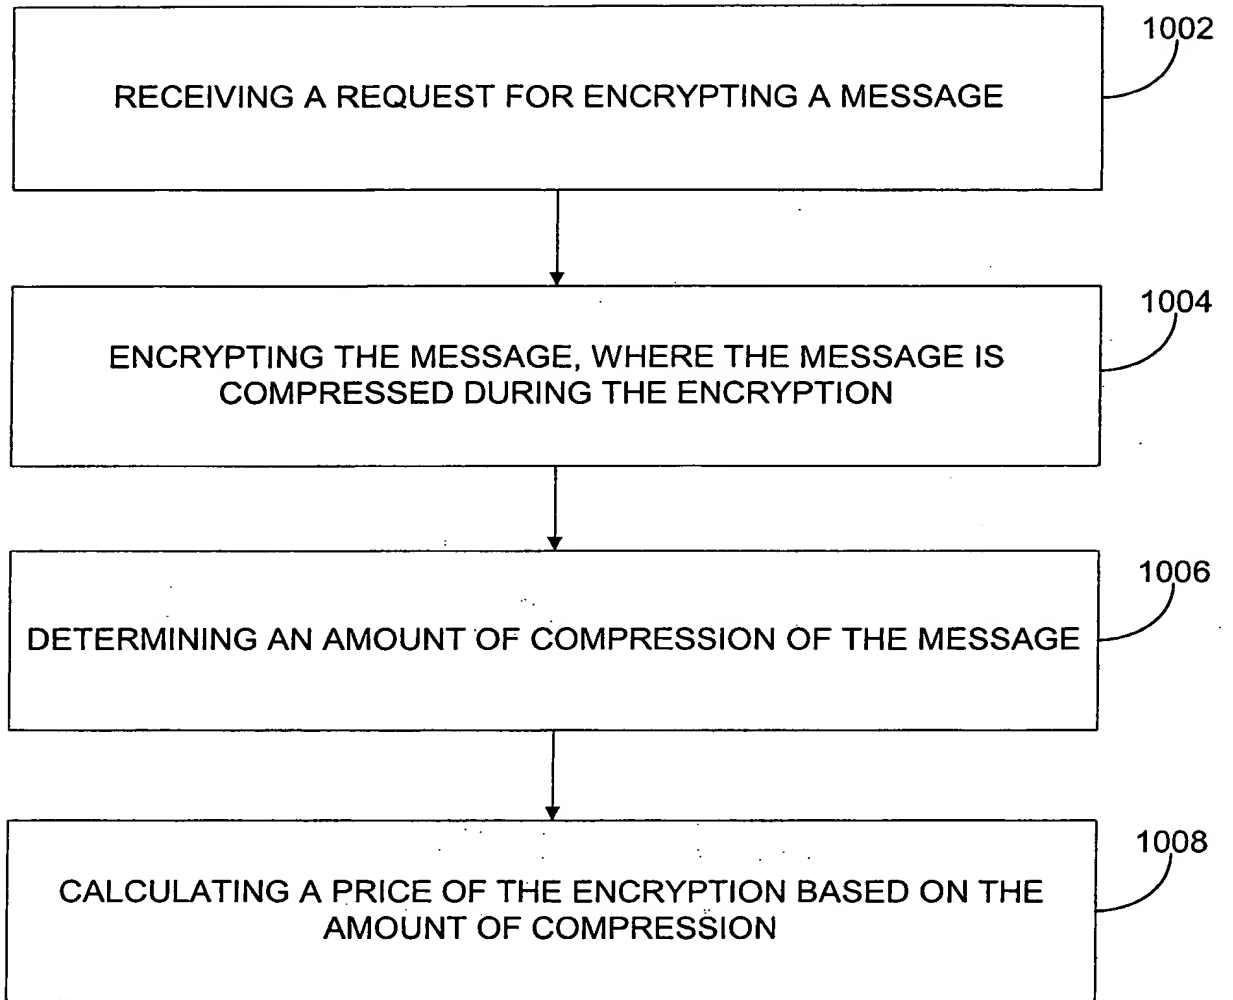 1002
RECEIVING A REQUEST FOR ENCRYPTING A MESSAGE
1004
ENCRYPTING THE MESSAGE, WHERE THE MESSAGE IS
COMPRESSED DURING THE ENCRYPTION
1006
DETERMINING AN AMOUNT OF COMPRESSION OF THE MESSAGE
1008
CALCULATING A PRICE OF THE ENCRYPTION BASED ON THE
AMOUNT OF COMPRESSION